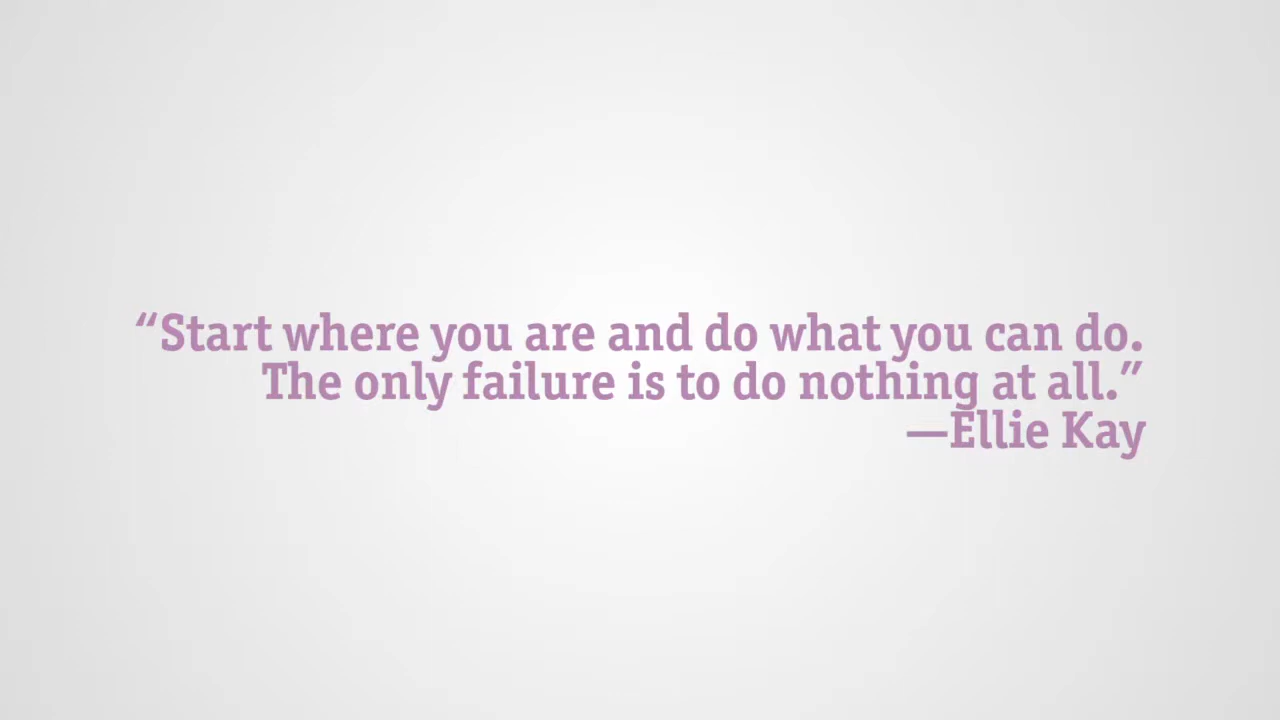 “Start where you are and do what you can do.
The only failure is to do nothing at all.”
—Ellie Kay